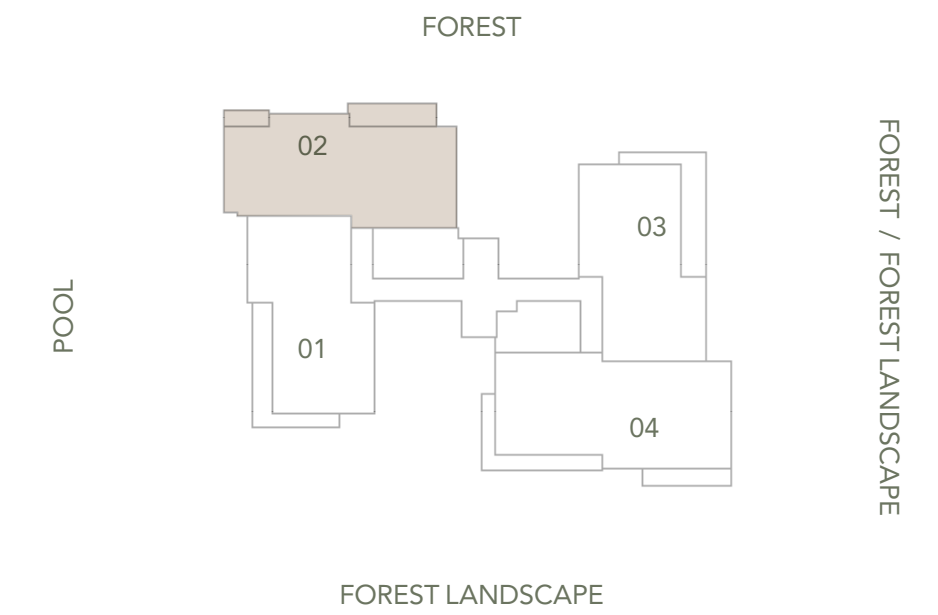 FOREST
02
03
FOREST / FOREST LANDSCAPE
POOL
01
04
FOREST LANDSCAPE